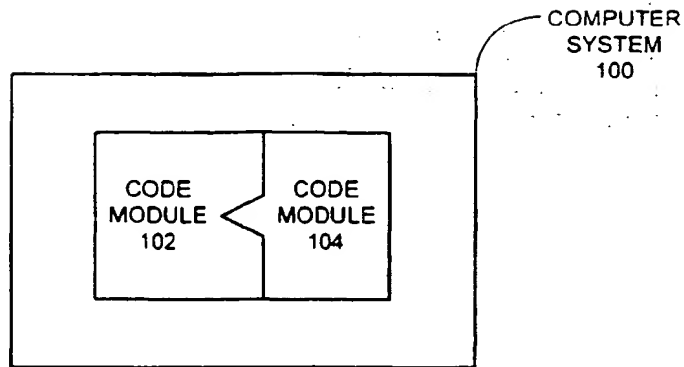 COMPUTER
SYSTEM
100
CODE
MODULE
102
CODE
MODULE
104